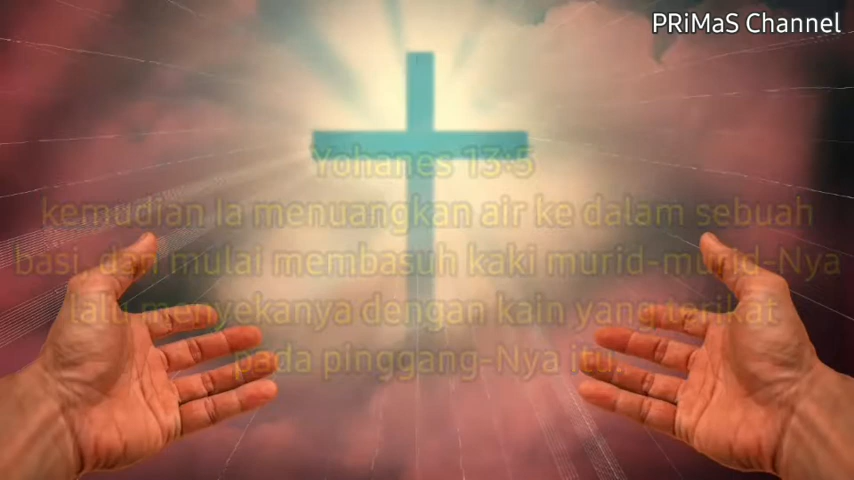 PRiMaS Channel
Yohanes 13:5
kemudian Ia menuangkan air ke dalam sebuah
basi, dan mulai membasuh kaki murid-murid-Nya
lalu menyekanya dengan kain yang terikat
pada pinggang-Nya itu.